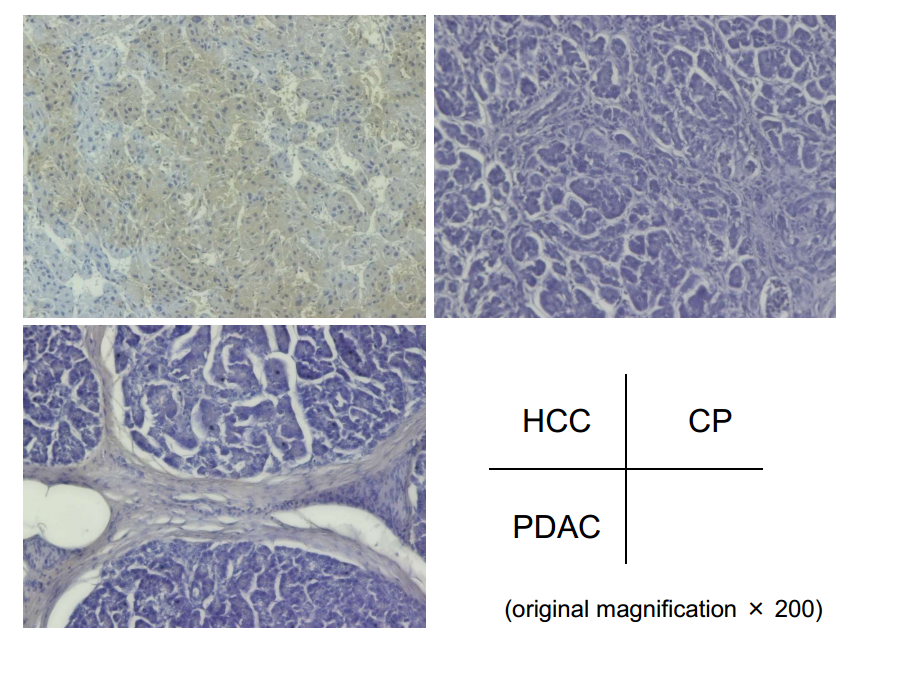 HCC CP
PDAC
(original magnification × 200)